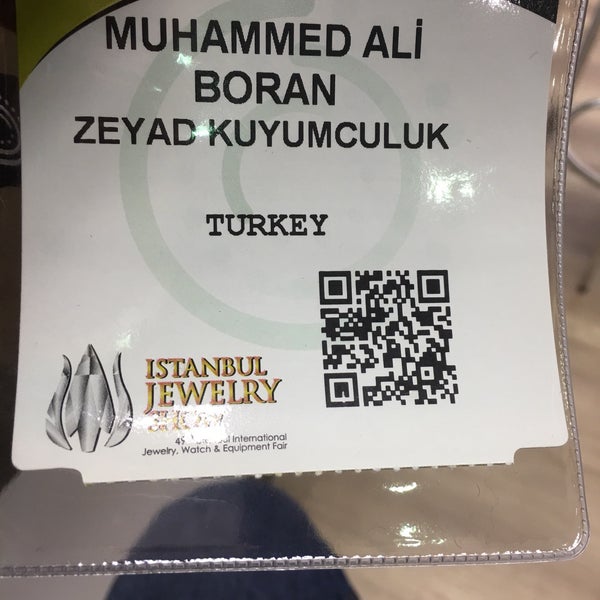 MUHAMMED ALİ
BORAN
ZEYAD KUYUMCULUK
TURKEY
ISTANBUL
JEWELRY
International
Jewelry, Watch & Equipment Fair